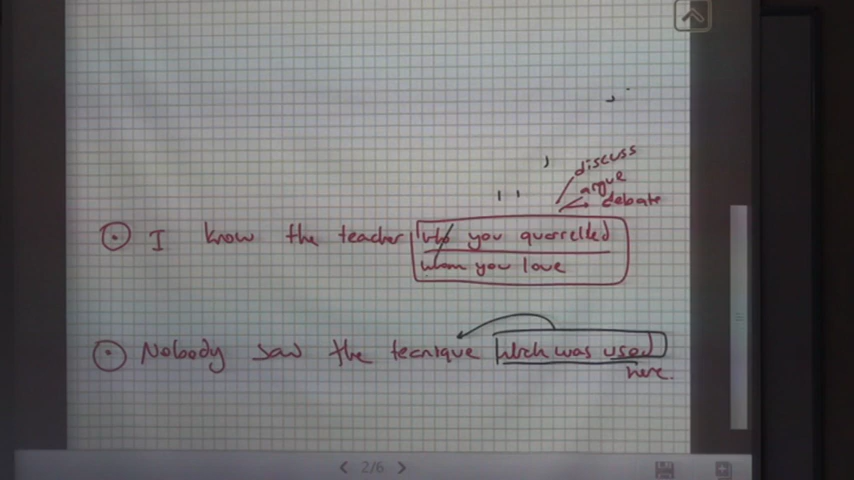 discuss
argue
debate
I know the teacher who you quarrelled
whom you love
Nobody saw the tecnique which was used
here.
2/6